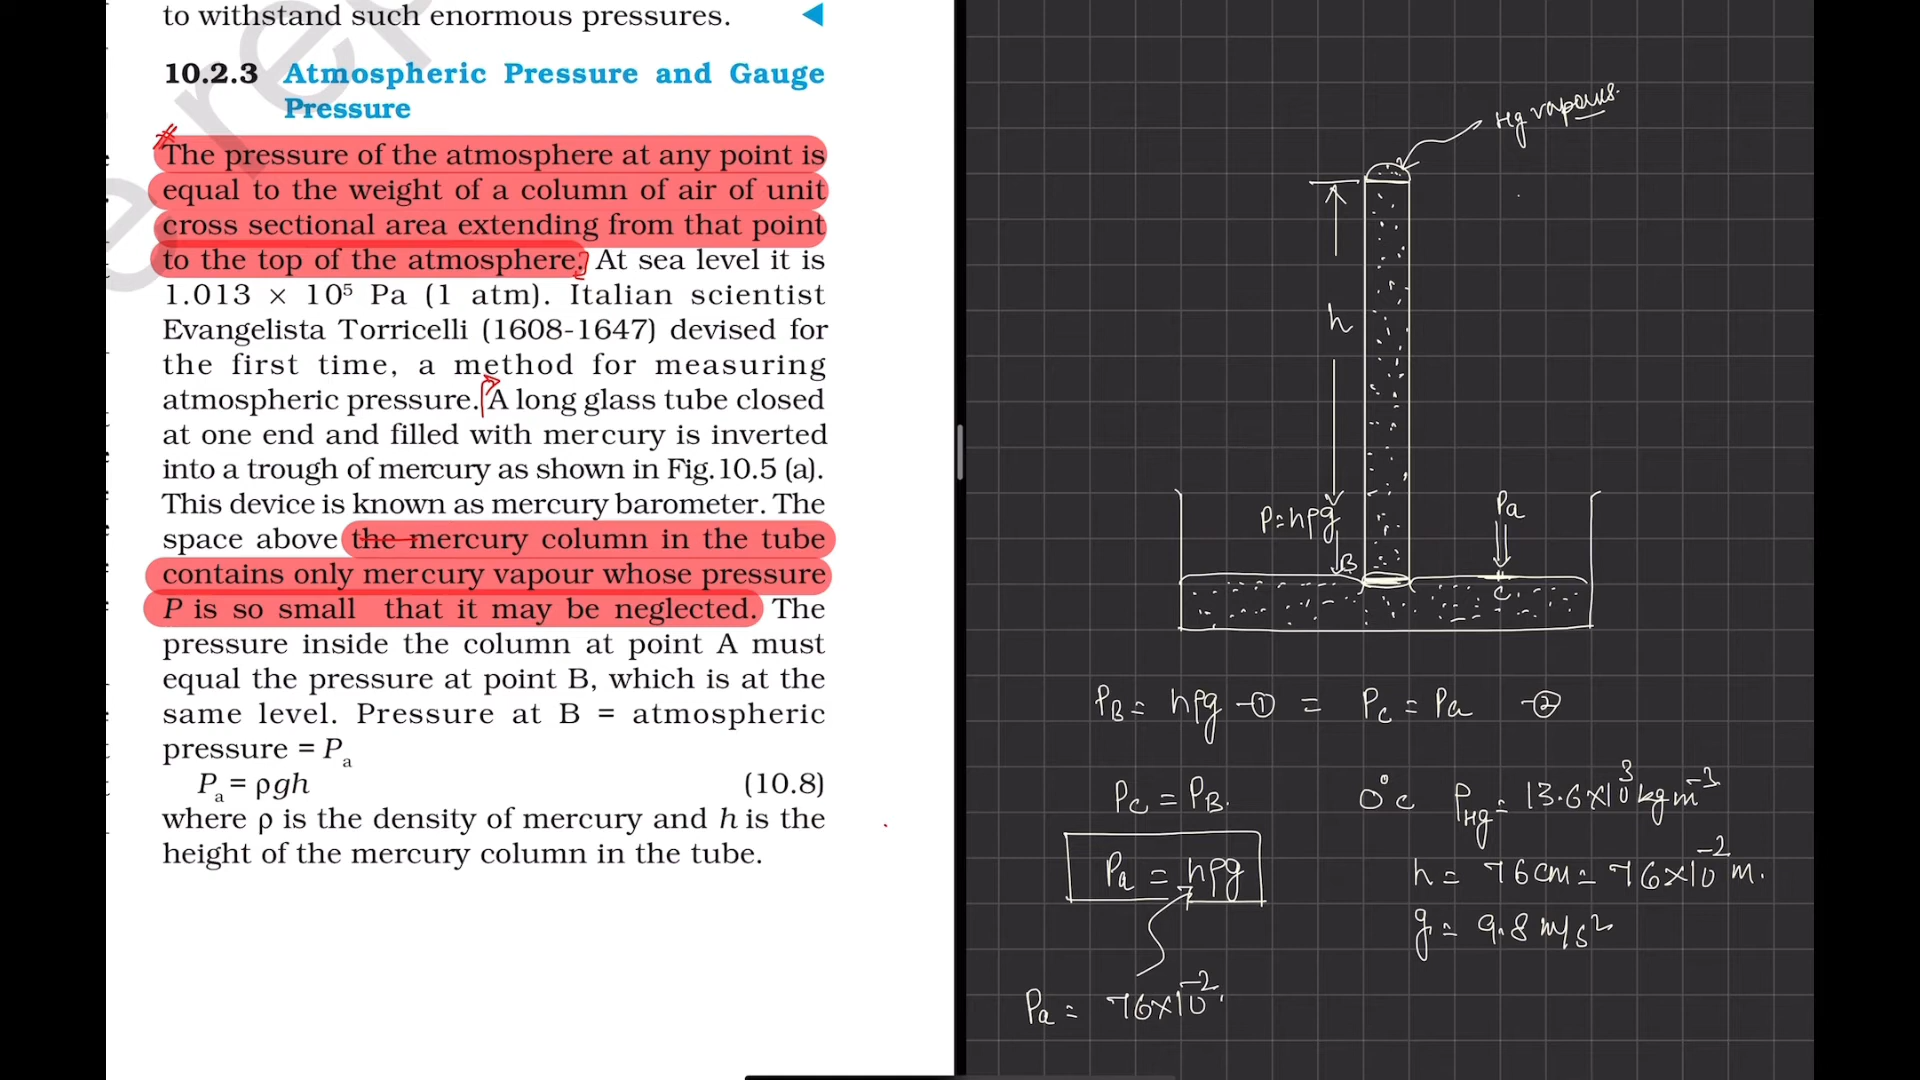 to withstand such enormous pressures.
10.2.3 Atmospheric Pressure and Gauge
Pressure
The pressure of the atmosphere at any point is
equal to the weight of a column of air of unit
cross sectional area extending from that point
to the top of the atmosphere. At sea level it is
1.013 × 10⁵ Pa (1 atm). Italian scientist
Evangelista Torricelli (1608-1647) devised for
the first time, a method for measuring
atmospheric pressure. A long glass tube closed
at one end and filled with mercury is inverted
into a trough of mercury as shown in Fig.10.5 (a).
This device is known as mercury barometer. The
space above the mercury column in the tube
contains only mercury vapour whose pressure
P is so small that it may be neglected. The
pressure inside the column at point A must
equal the pressure at point B, which is at the
same level. Pressure at B = atmospheric
pressure = Pₐ
Pₐ = ρgh (10.8)
where ρ is the density of mercury and h is the
height of the mercury column in the tube.
Hg vapours.
h
P=hρg
B
Pa
C
P_B = hρg -① = P_C = Pa -②
P_C = P_B.
0°C ρ_Hg = 13.6×10³ kg m⁻³
Pa = hρg
h = 76 cm = 76×10⁻² m.
g = 9.8 m/s²
Pa = 76×10⁻².